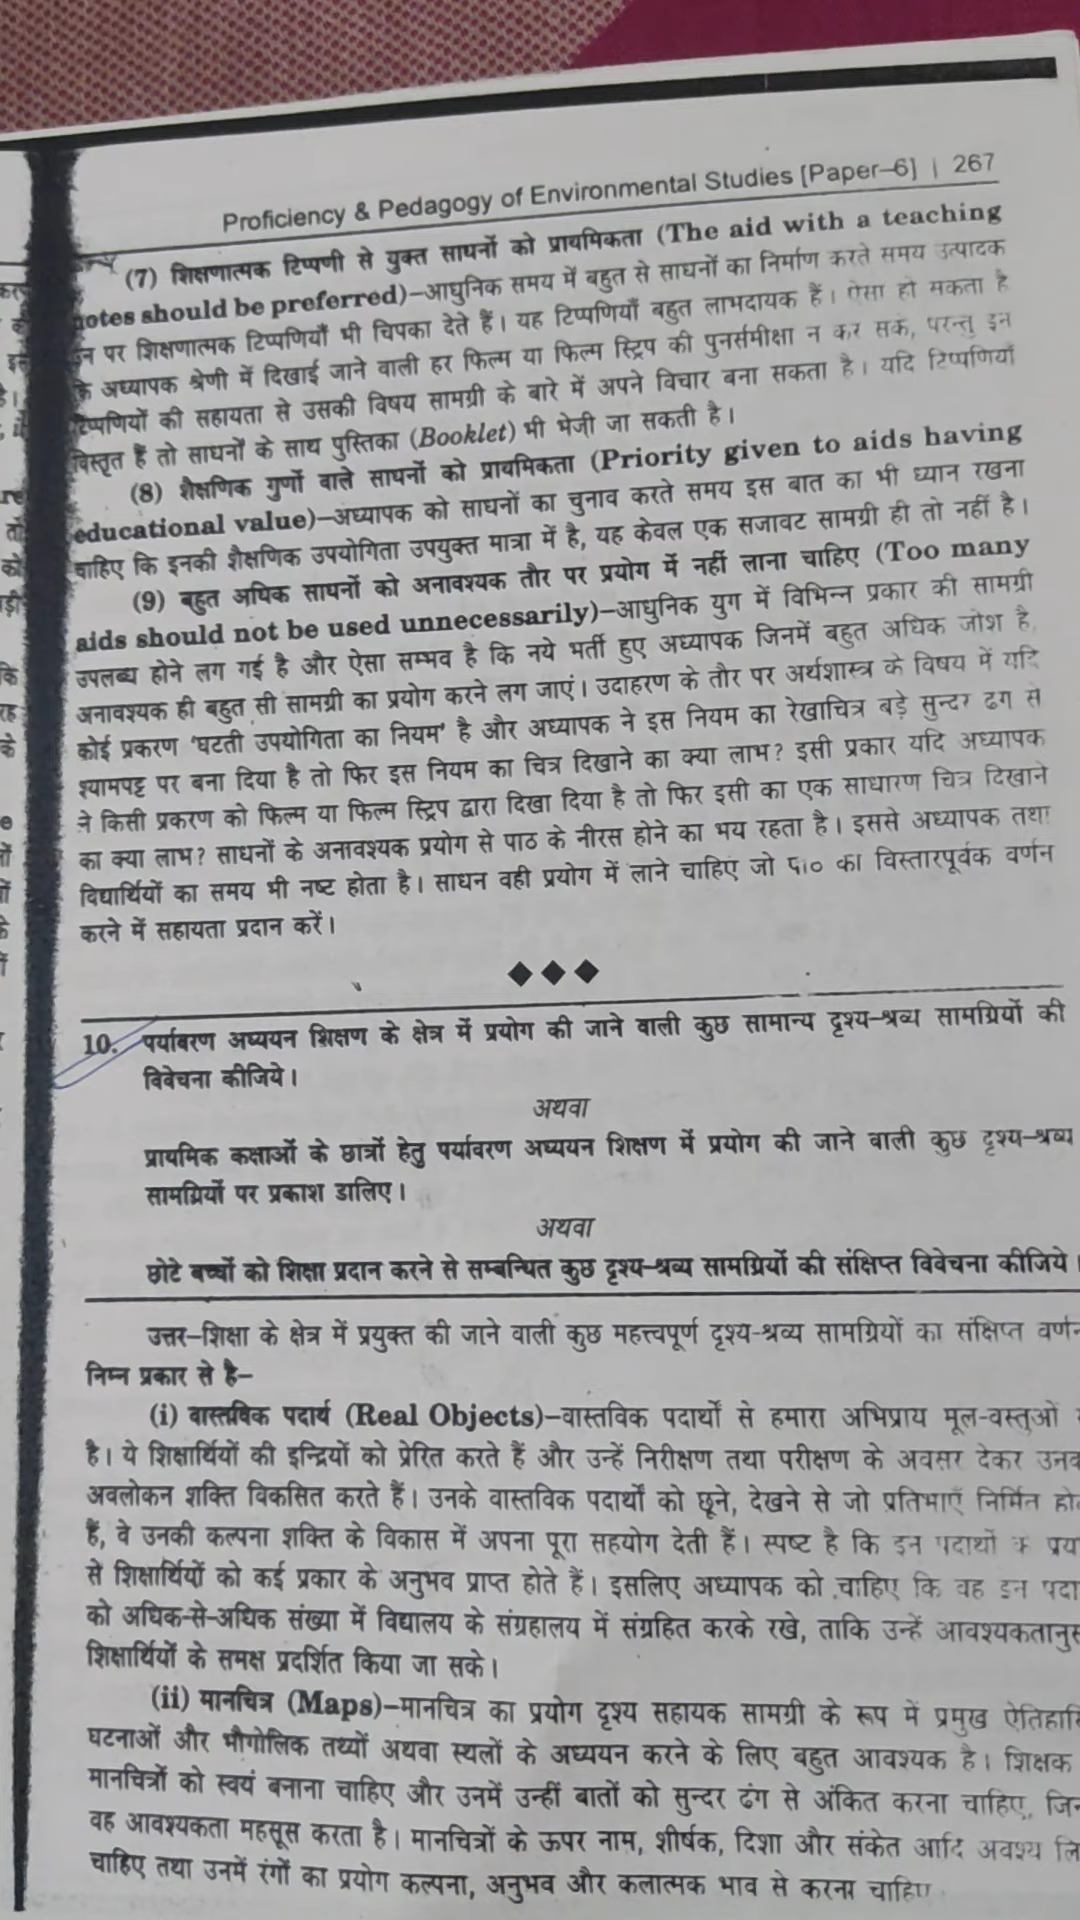 Proficiency & Pedagogy of Environmental Studies [Paper–6] | 267
(7) शिक्षणात्मक टिप्पणी से युक्त साधनों को प्रायमिकता (The aid with a teaching
notes should be preferred)–आधुनिक समय में बहुत से साधनों का निर्माण करते समय उत्पादक
उन पर शिक्षणात्मक टिप्पणियाँ भी चिपका देते हैं। यह टिप्पणियाँ बहुत लाभदायक हैं। ऐसा हो सकता है
कि अध्यापक श्रेणी में दिखाई जाने वाली हर फिल्म या फिल्म स्ट्रिप की पुनर्समीक्षा न कर सके, परन्तु इन
टिप्पणियों की सहायता से उसकी विषय सामग्री के बारे में अपने विचार बना सकता है। यदि टिप्पणियाँ
विस्तृत हैं तो साधनों के साथ पुस्तिका (Booklet) भी भेजी जा सकती है।
(8) शैक्षणिक गुणों वाले साधनों को प्रायमिकता (Priority given to aids having
educational value)–अध्यापक को साधनों का चुनाव करते समय इस बात का भी ध्यान रखना
चाहिए कि इनकी शैक्षणिक उपयोगिता उपयुक्त मात्रा में है, यह केवल एक सजावट सामग्री ही तो नहीं है।
(9) बहुत अधिक साधनों को अनावश्यक तौर पर प्रयोग में नहीं लाना चाहिए (Too many
aids should not be used unnecessarily)–आधुनिक युग में विभिन्न प्रकार की सामग्री
उपलब्ध होने लग गई है और ऐसा सम्भव है कि नये भर्ती हुए अध्यापक जिनमें बहुत अधिक जोश है,
अनावश्यक ही बहुत सी सामग्री का प्रयोग करने लग जाएं। उदाहरण के तौर पर अर्थशास्त्र के विषय में यदि
कोई प्रकरण ‘घटती उपयोगिता का नियम’ है और अध्यापक ने इस नियम का रेखाचित्र बड़े सुन्दर ढग से
श्यामपट्ट पर बना दिया है तो फिर इस नियम का चित्र दिखाने का क्या लाभ? इसी प्रकार यदि अध्यापक
ने किसी प्रकरण को फिल्म या फिल्म स्ट्रिप द्वारा दिखा दिया है तो फिर इसी का एक साधारण चित्र दिखाने
का क्या लाभ? साधनों के अनावश्यक प्रयोग से पाठ के नीरस होने का भय रहता है। इससे अध्यापक तथा
विद्यार्थियों का समय भी नष्ट होता है। साधन वही प्रयोग में लाने चाहिएं जो का विस्तारपूर्वक वर्णन
करने में सहायता प्रदान करें।
10. पर्यावरण अध्ययन शिक्षण के क्षेत्र में प्रयोग की जाने वाली कुछ सामान्य दृश्य-श्रव्य सामग्रियों की
विवेचना कीजिये।
अथवा
प्राथमिक कक्षाओं के छात्रों हेतु पर्यावरण अध्ययन शिक्षण में प्रयोग की जाने वाली कुछ दृश्य-श्रव्य
सामग्रियों पर प्रकाश डालिए।
अथवा
छोटे बच्चों को शिक्षा प्रदान करने से सम्बन्धित कुछ दृश्य-श्रव्य सामग्रियों की संक्षिप्त विवेचना कीजिये।
उत्तर–शिक्षा के क्षेत्र में प्रयुक्त की जाने वाली कुछ महत्त्वपूर्ण दृश्य-श्रव्य सामग्रियों का संक्षिप्त वर्णन
निम्न प्रकार से है–
(i) वास्तविक पदार्थ (Real Objects)–वास्तविक पदार्थों से हमारा अभिप्राय मूल-वस्तुओं
है। ये शिक्षार्थियों की इन्द्रियों को प्रेरित करते हैं और उन्हें निरीक्षण तथा परीक्षण के अवसर देकर
अवलोकन शक्ति विकसित करते हैं। उनके वास्तविक पदार्थों को छूने, देखने से जो प्रतिभाएँ निर्मित
हैं, वे उनकी कल्पना शक्ति के विकास में अपना पूरा सहयोग देती हैं। स्पष्ट है कि इन पदार्थों के
से शिक्षार्थियों को कई प्रकार के अनुभव प्राप्त होते हैं। इसलिए अध्यापक को चाहिए कि वह इन
को अधिक-से-अधिक संख्या में विद्यालय के संग्रहालय में संग्रहित करके रखे, ताकि उन्हें
शिक्षार्थियों के समक्ष प्रदर्शित किया जा सके।
(ii) मानचित्र (Maps)–मानचित्र का प्रयोग दृश्य सहायक सामग्री के रूप में प्रमुख
घटनाओं और भौगोलिक तथ्यों अथवा स्थलों के अध्ययन करने के लिए बहुत आवश्यक है। शिक्षक
मानचित्रों को स्वयं बनाना चाहिए और उनमें उन्हीं बातों को सुन्दर ढंग से अंकित करना चाहिए,
वह आवश्यकता महसूस करता है। मानचित्रों के ऊपर नाम, शीर्षक, दिशा और संकेत आदि अवश्य
चाहिए तथा उनमें रंगों का प्रयोग कल्पना, अनुभव और कलात्मक भाव से करना चाहिए